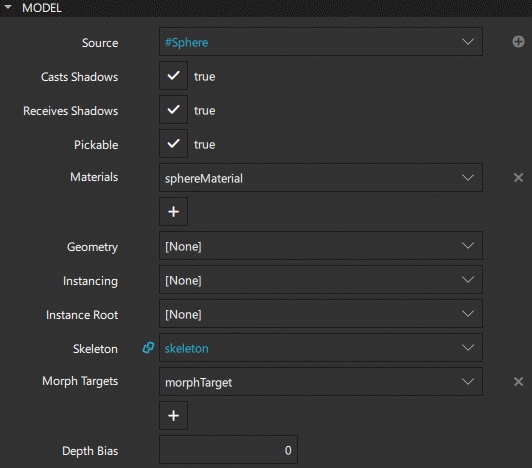 MODEL
Source #Sphere
Casts Shadows true
Receives Shadows true
Pickable true
Materials sphereMaterial
Geometry [None]
Instancing [None]
Instance Root [None]
Skeleton skeleton
Morph Targets morphTarget
Depth Bias 0